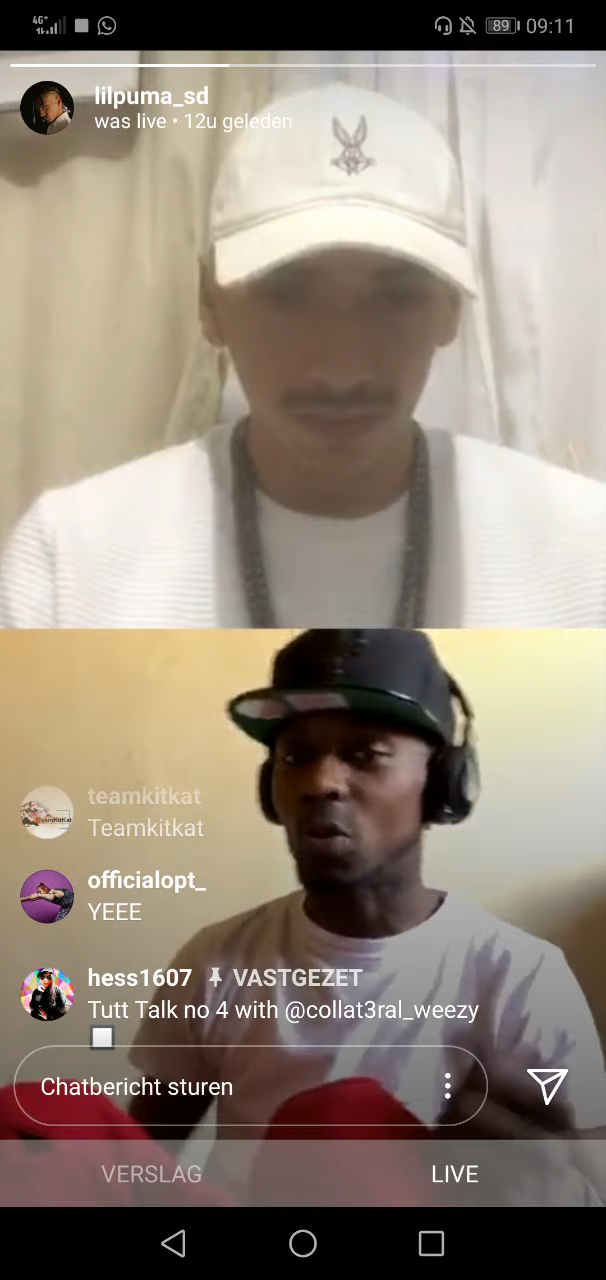 4G+
89
09:11
lilpuma_sd
was live • 12u geleden
teamkitkat
Teamkitkat
officialopt_
YEEE
hess1607 VASTGEZET
Tutt Talk no 4 with @collat3ral_weezy
Chatbericht sturen
VERSLAG
LIVE